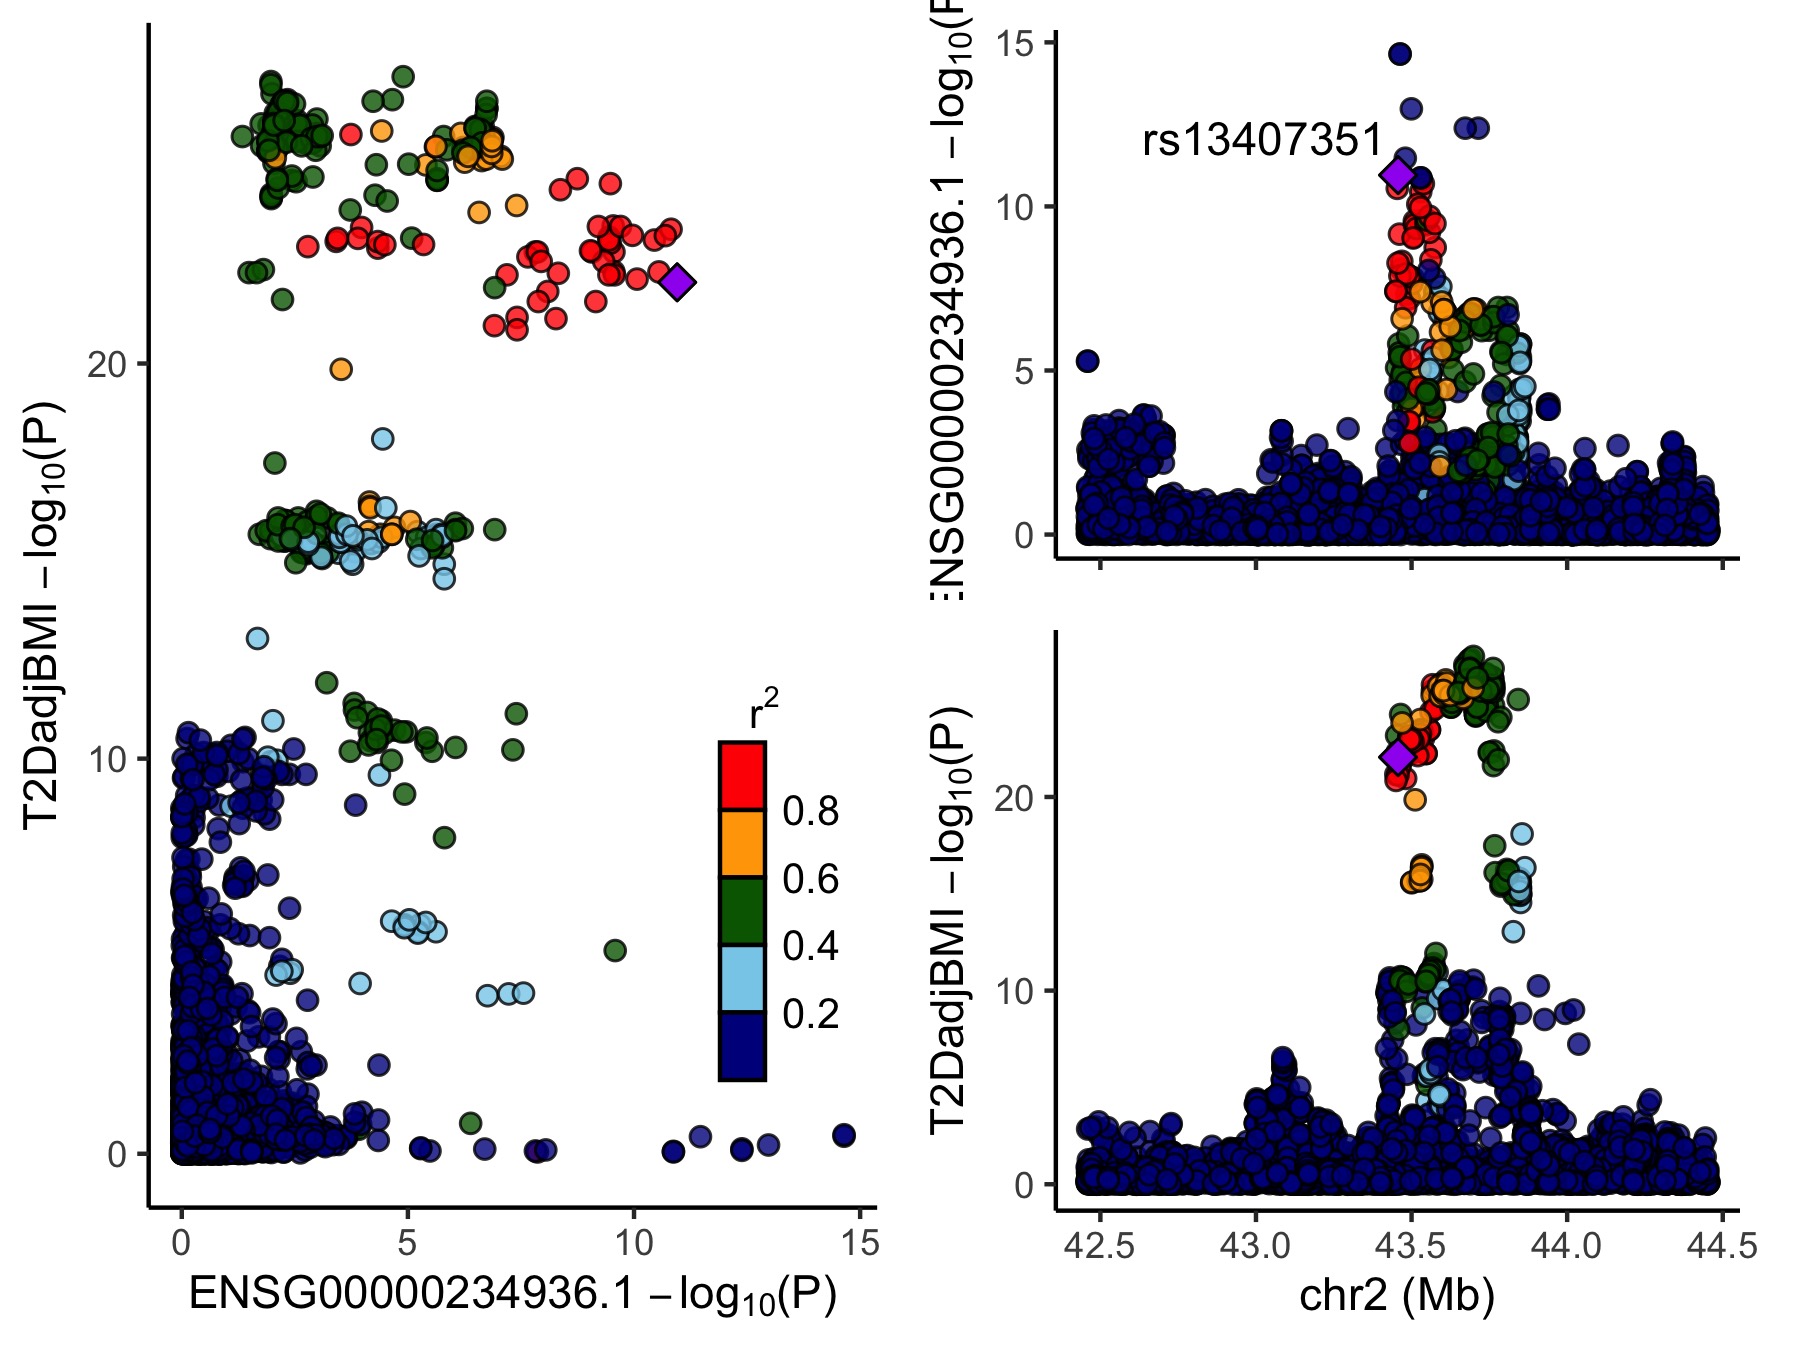 T2DadjBMI −log10(P)
20
10
0
0 5 10 15
ENSG00000234936.1 −log10(P)
r2
0.8
0.6
0.4
0.2
ENSG00000234936.1 −log10(P
15
10
5
0
rs13407351
T2DadjBMI −log10(P)
20
10
0
42.5 43.0 43.5 44.0 44.5
chr2 (Mb)